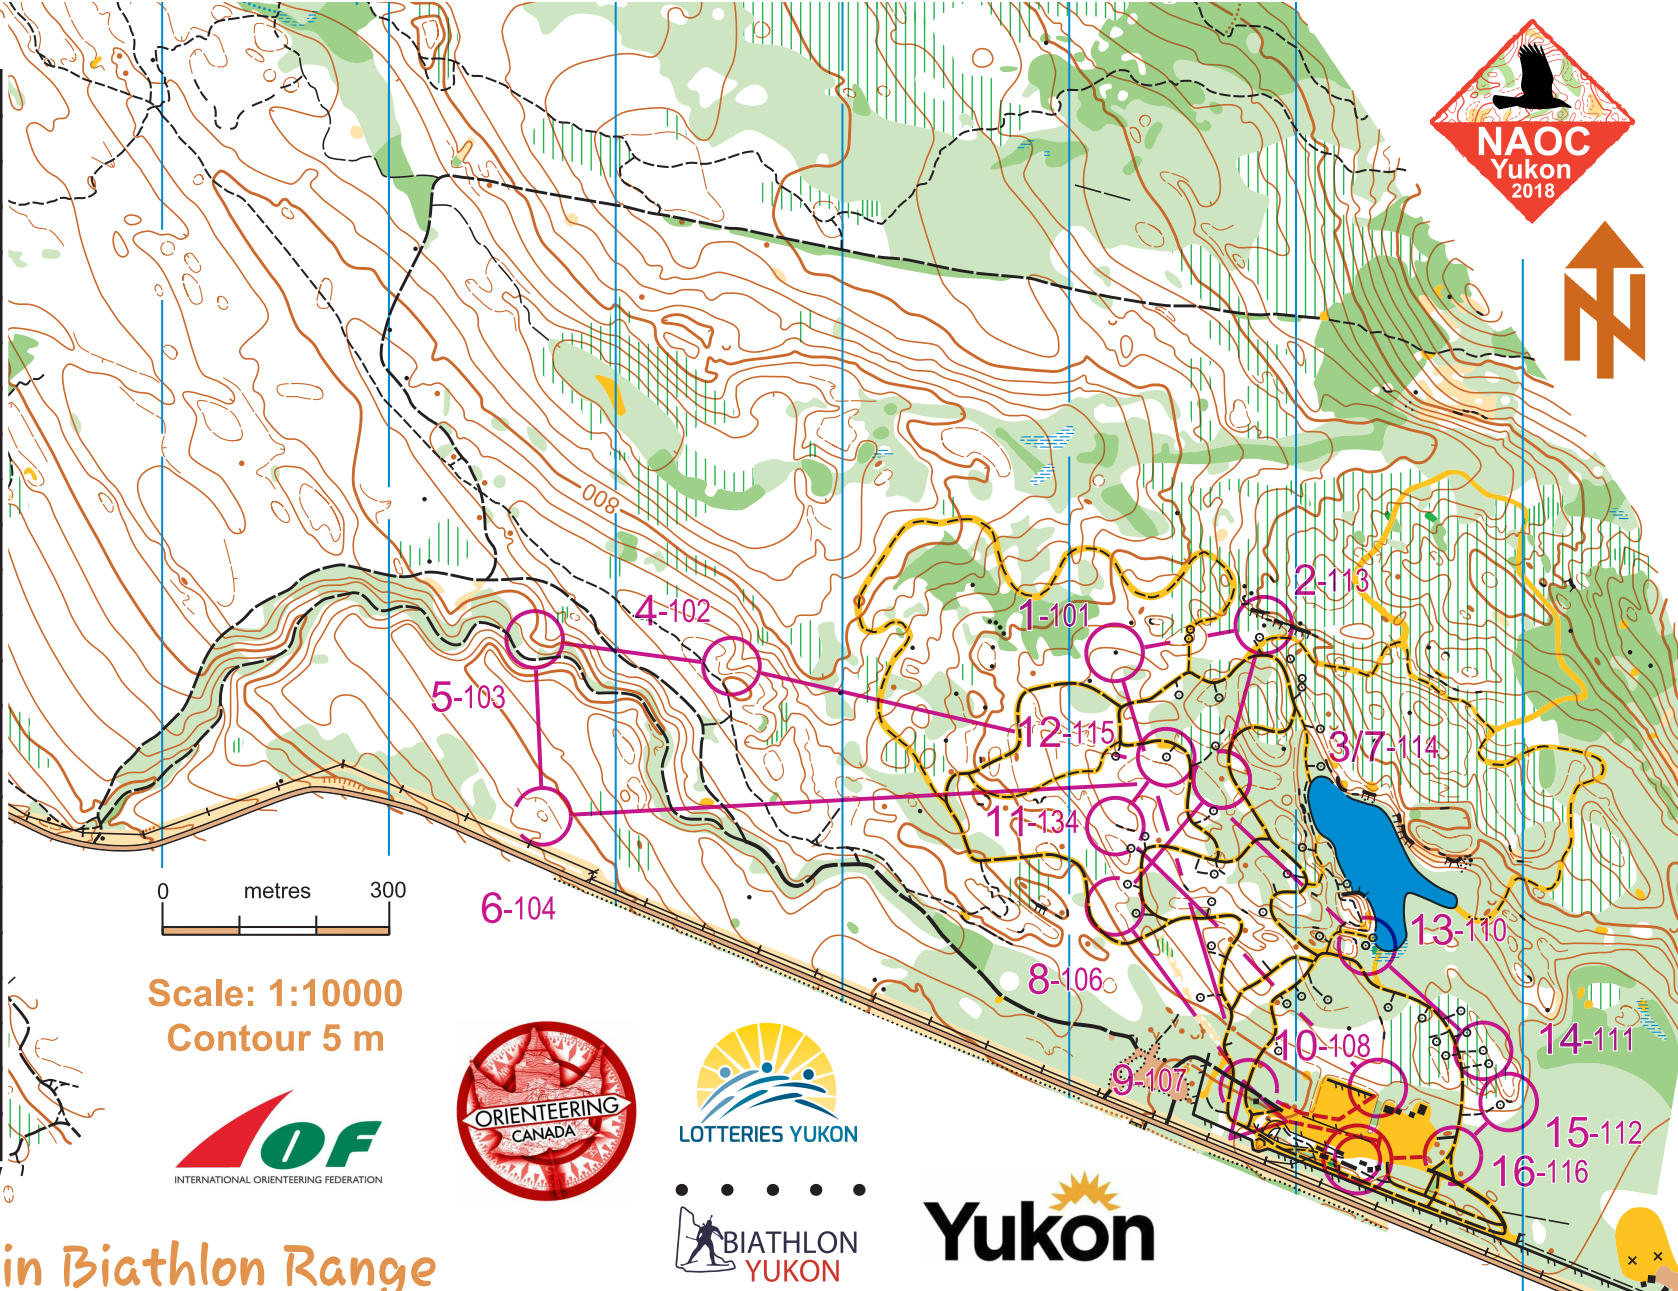 NAOC
Yukon
2018
800
2-113
4-102
1-101
5-103
12-115
3/7-114
11-134
0 metres 300
6-104
13-110
Scale: 1:10000
Contour 5 m
8-106
14-111
10-108
9-107
ORIENTEERING
CANADA
LOTTERIES YUKON
IOF
INTERNATIONAL ORIENTEERING FEDERATION
15-112
16-116
BIATHLON
YUKON
Yukon
in Biathlon Range